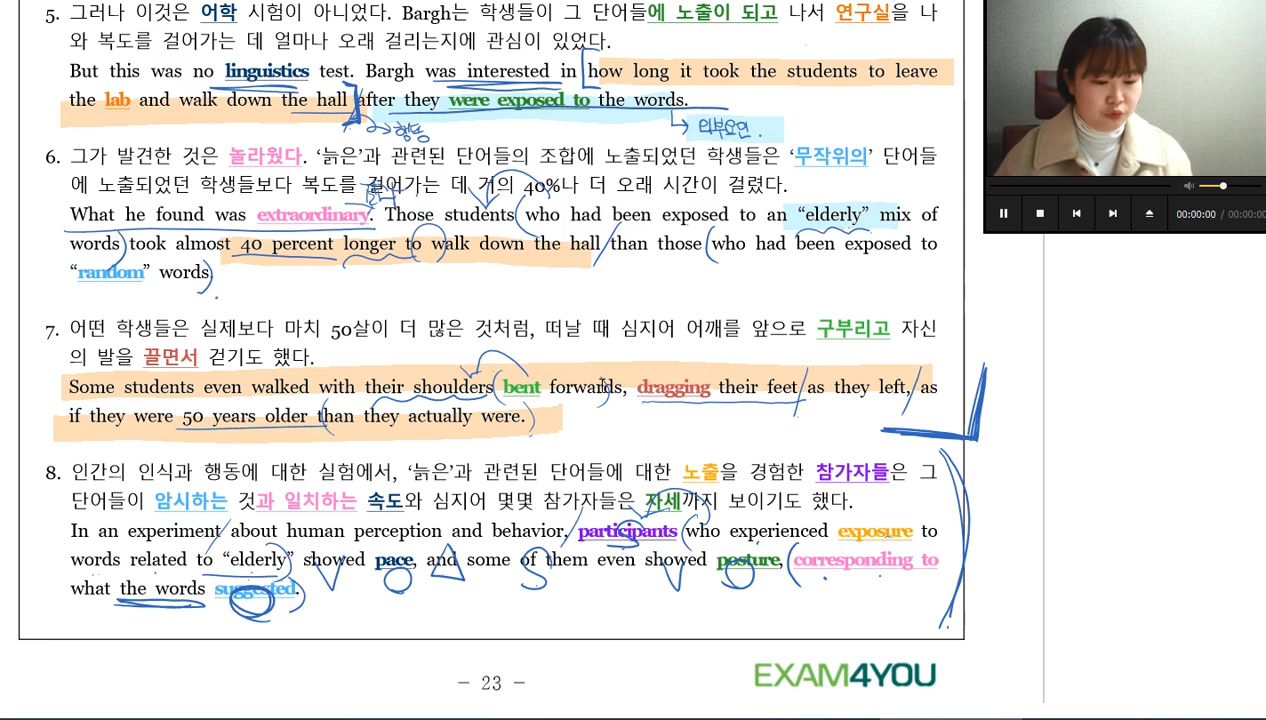 5. 그러나 이것은 어학 시험이 아니었다. Bargh는 학생들이 그 단어들에 노출이 되고 나서 연구실을 나
와 복도를 걸어가는 데 얼마나 오래 걸리는지에 관심이 있었다.
But this was no linguistics test. Bargh was interested in how long it took the students to leave
the lab and walk down the hall after they were exposed to the words.
행동
외부요인.
6. 그가 발견한 것은 놀라웠다. ‘늙은’과 관련된 단어들의 조합에 노출되었던 학생들은 ‘무작위의’ 단어들
에 노출되었던 학생들보다 복도를 걸어가는 데 거의 40%나 더 오래 시간이 걸렸다.
What he found was extraordinary. Those students who had been exposed to an “elderly” mix of
words took almost 40 percent longer to walk down the hall than those who had been exposed to
“random” words.
7. 어떤 학생들은 실제보다 마치 50살이 더 많은 것처럼, 떠날 때 심지어 어깨를 앞으로 구부리고 자신
의 발을 끌면서 걷기도 했다.
Some students even walked with their shoulders bent forwards, dragging their feet as they left, as
if they were 50 years older than they actually were.
8. 인간의 인식과 행동에 대한 실험에서, ‘늙은’과 관련된 단어들에 대한 노출을 경험한 참가자들은 그
단어들이 암시하는 것과 일치하는 속도와 심지어 몇몇 참가자들은 자세까지 보이기도 했다.
In an experiment about human perception and behavior, participants who experienced exposure to
words related to “elderly” showed pace, and some of them even showed posture, corresponding to
what the words suggested.
V O S V O
- 23 -
EXAM4YOU
00:00:00 / 00:00:00